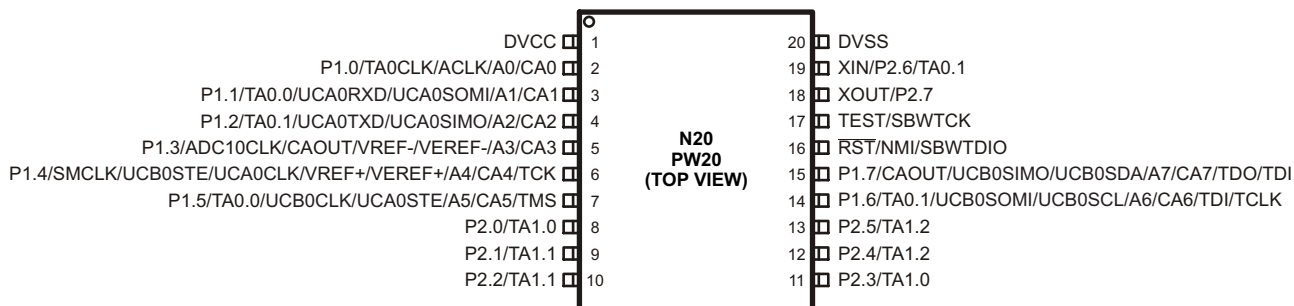 DVCC 1
P1.0/TA0CLK/ACLK/A0/CA0 2
P1.1/TA0.0/UCA0RXD/UCA0SOMI/A1/CA1 3
P1.2/TA0.1/UCA0TXD/UCA0SIMO/A2/CA2 4
P1.3/ADC10CLK/CAOUT/VREF-/VEREF-/A3/CA3 5
P1.4/SMCLK/UCB0STE/UCA0CLK/VREF+/VEREF+/A4/CA4/TCK 6
P1.5/TA0.0/UCB0CLK/UCA0STE/A5/CA5/TMS 7
P2.0/TA1.0 8
P2.1/TA1.1 9
P2.2/TA1.1 10
N20
PW20
(TOP VIEW)
20 DVSS
19 XIN/P2.6/TA0.1
18 XOUT/P2.7
17 TEST/SBWTCK
16 RST/NMI/SBWTDIO
15 P1.7/CAOUT/UCB0SIMO/UCB0SDA/A7/CA7/TDO/TDI
14 P1.6/TA0.1/UCB0SOMI/UCB0SCL/A6/CA6/TDI/TCLK
13 P2.5/TA1.2
12 P2.4/TA1.2
11 P2.3/TA1.0